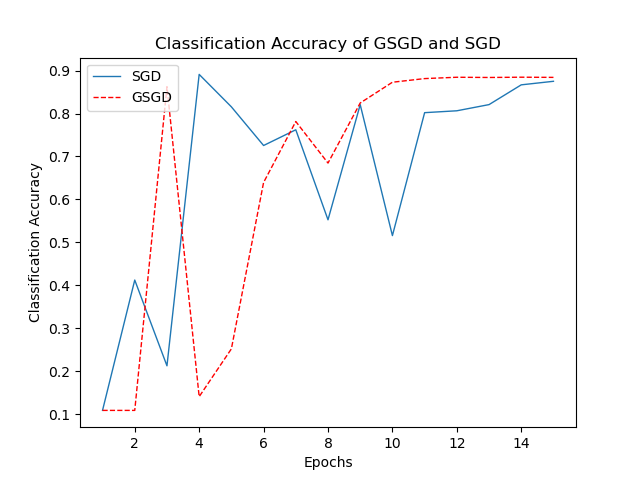 Classification Accuracy of GSGD and SGD
SGD
GSGD
0.9
0.8
0.7
0.6
0.5
0.4
0.3
0.2
0.1
Classification Accuracy
2 4 6 8 10 12 14
Epochs